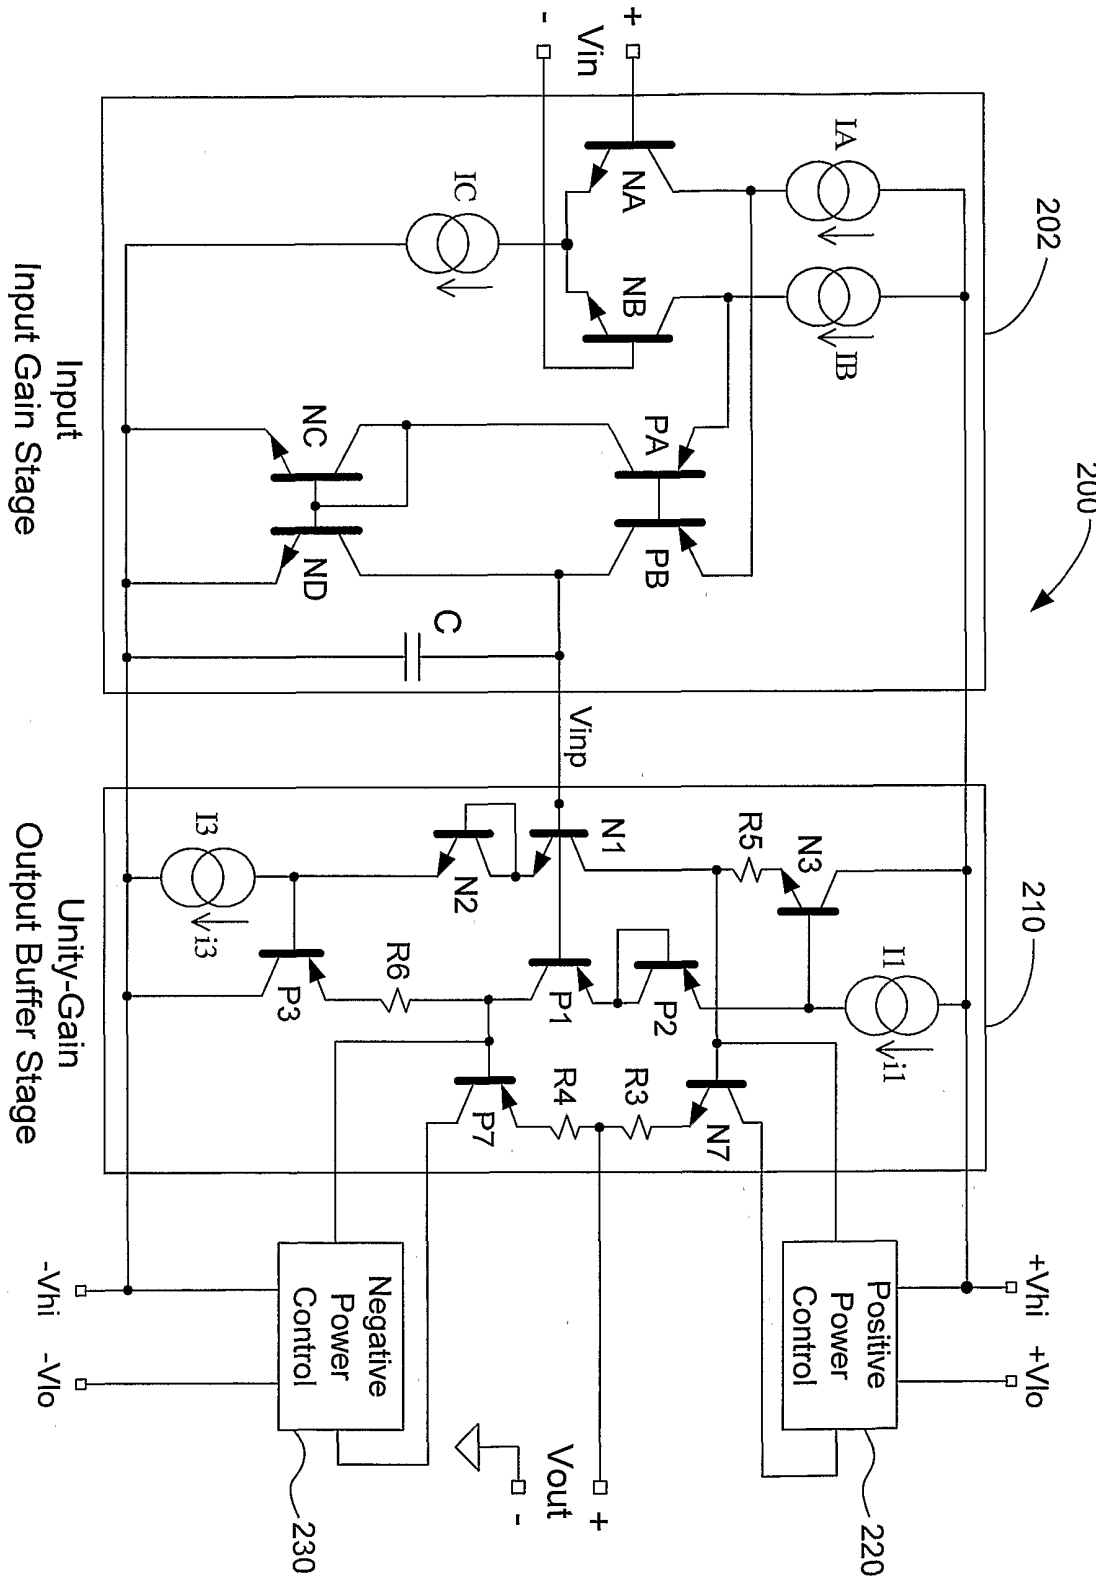 200
202
210
+Vhi
+Vlo
IA
IB
I1
i1
N3
R5
Positive
Power
Control
220
+
Vin
-
NA
NB
PA
PB
N1
P2
N7
R3
IC
C
Vinp
P1
R4
+
Vout
-
NC
ND
N2
R6
P7
I3
i3
P3
Negative
Power
Control
230
-Vhi
-Vlo
Input
Input Gain Stage
Unity-Gain
Output Buffer Stage